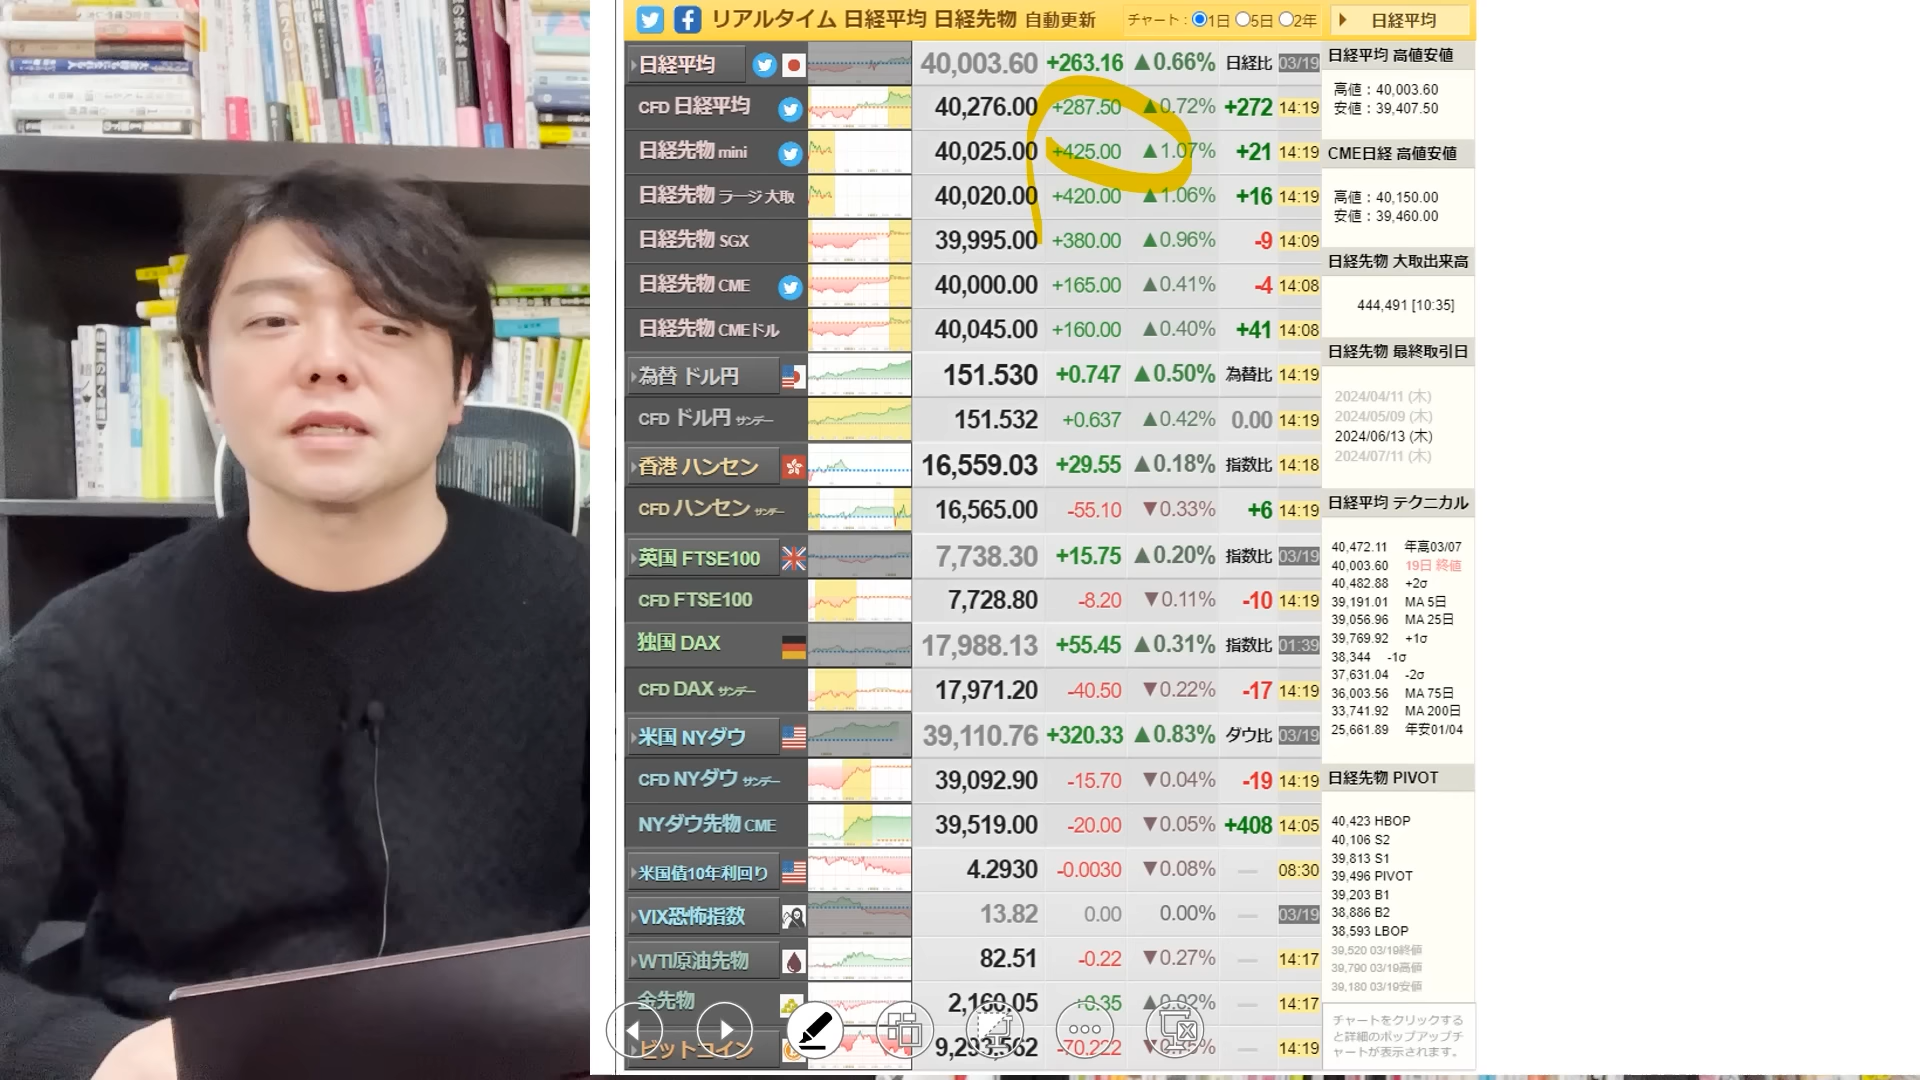 リアルタイム 日経平均 日経先物 自動更新 チャート: 1日 5日 2年
日経平均 40,003.60 +263.16 ▲0.66% 日経比 03/19
CFD 日経平均 40,276.00 +287.50 ▲0.72% +272 14:19
日経先物 mini 40,025.00 +425.00 ▲1.07% +21 14:19
日経先物 ラージ 大取 40,020.00 +420.00 ▲1.06% +16 14:19
日経先物 SGX 39,995.00 +380.00 ▲0.96% -9 14:09
日経先物 CME 40,000.00 +165.00 ▲0.41% -4 14:08
日経先物 CMEドル 40,045.00 +160.00 ▲0.40% +41 14:08
為替 ドル円 151.530 +0.747 ▲0.50% 為替比 14:19
CFD ドル円 サンデー 151.532 +0.637 ▲0.42% 0.00 14:19
香港 ハンセン 16,559.03 +29.55 ▲0.18% 指数比 14:18
CFD ハンセン サンデー 16,565.00 -55.10 ▼0.33% +6 14:19
英国 FTSE100 7,738.30 +15.75 ▲0.20% 指数比 03/19
CFD FTSE100 7,728.80 -8.20 ▼0.11% -10 14:19
独国 DAX 17,988.13 +55.45 ▲0.31% 指数比 01:39
CFD DAX サンデー 17,971.20 -40.50 ▼0.22% -17 14:19
米国 NYダウ 39,110.76 +320.33 ▲0.83% ダウ比 03/19
CFD NYダウ サンデー 39,092.90 -15.70 ▼0.04% -19 14:19
NYダウ先物 CME 39,519.00 -20.00 ▼0.05% +408 14:05
米国債10年利回り 4.2930 -0.0030 ▼0.08% — 08:30
VIX恐怖指数 13.82 0.00 0.00% — 03/19
WTI原油先物 82.51 -0.22 ▼0.27% — 14:17
金先物 2,160.05 +0.35 ▲0.02% — 14:17
ビットコイン -70,222 — 14:19
日経平均
日経平均 高値安値
高値：40,003.60
安値：39,407.50
CME日経 高値安値
高値：40,150.00
安値：39,460.00
日経先物 大取出来高
444,491 [10:35]
日経先物 最終取引日
2024/04/11 (木)
2024/05/09 (木)
2024/06/13 (木)
2024/07/11 (木)
日経平均 テクニカル
40,472.11 年高03/07
40,003.60 19日 終値
40,482.88 +2σ
39,191.01 MA 5日
39,056.96 MA 25日
39,769.92 +1σ
38,344 -1σ
37,631.04 -2σ
36,003.56 MA 75日
33,741.92 MA 200日
25,661.89 年安01/04
日経先物 PIVOT
40,423 HBOP
40,106 S2
39,813 S1
39,496 PIVOT
39,203 B1
38,886 B2
38,593 LBOP
39,520 03/19終値
39,790 03/19高値
39,180 03/19安値
チャートをクリックする
と詳細のポップアップチ
ャートが表示されます。